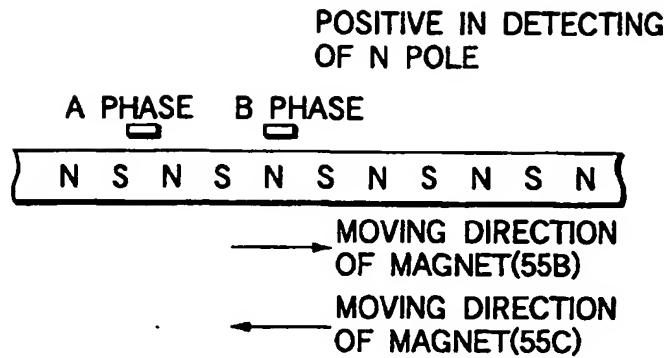 POSITIVE IN DETECTING
OF N POLE
A PHASE B PHASE
N S N S N S N S N S N
MOVING DIRECTION
OF MAGNET(55B)
MOVING DIRECTION
OF MAGNET(55C)